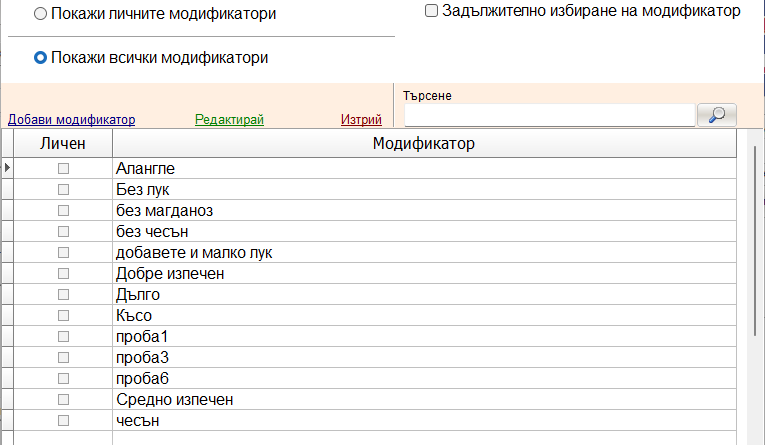 Покажи личните модификатори
Задължително избиране на модификатор
Покажи всички модификатори
Търсене
Добави модификатор Редактирай Изтрий
Личен Модификатор
Алангле
Без лук
без магданоз
без чесън
добавете и малко лук
Добре изпечен
Дълго
Късо
проба1
проба3
проба6
Средно изпечен
чесън